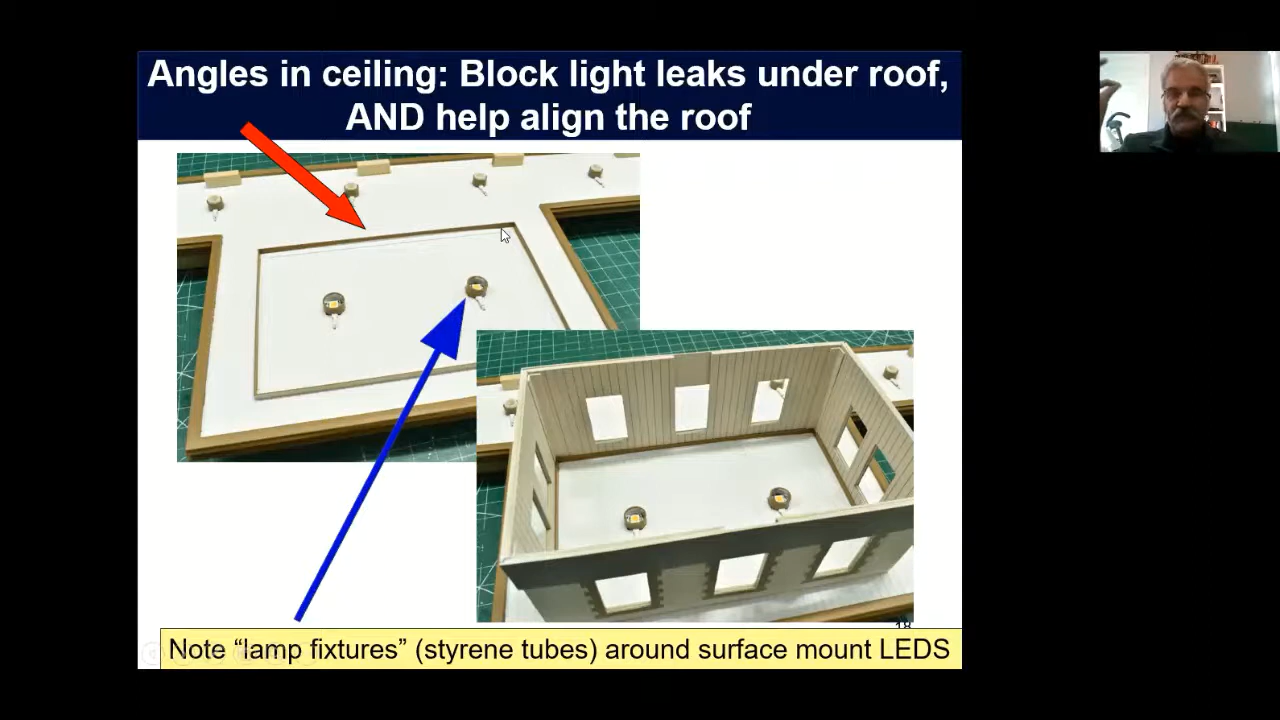 Angles in ceiling: Block light leaks under roof,
AND help align the roof
18
Note “lamp fixtures” (styrene tubes) around surface mount LEDS